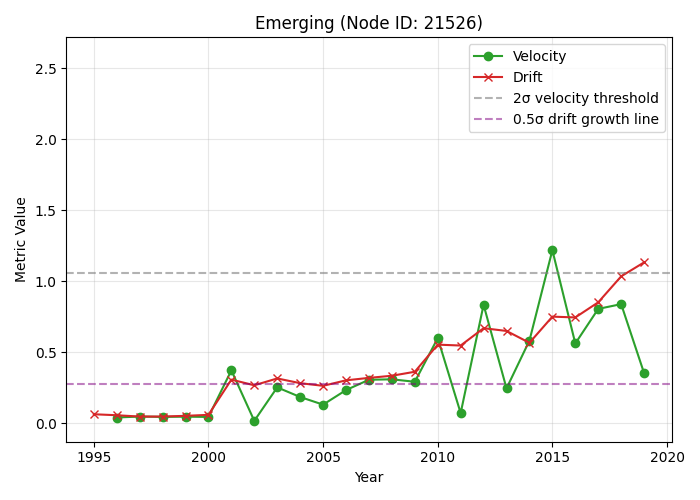 Emerging (Node ID: 21526)
Velocity
Drift
2σ velocity threshold
0.5σ drift growth line
Metric Value
2.5
2.0
1.5
1.0
0.5
0.0
1995 2000 2005 2010 2015 2020
Year